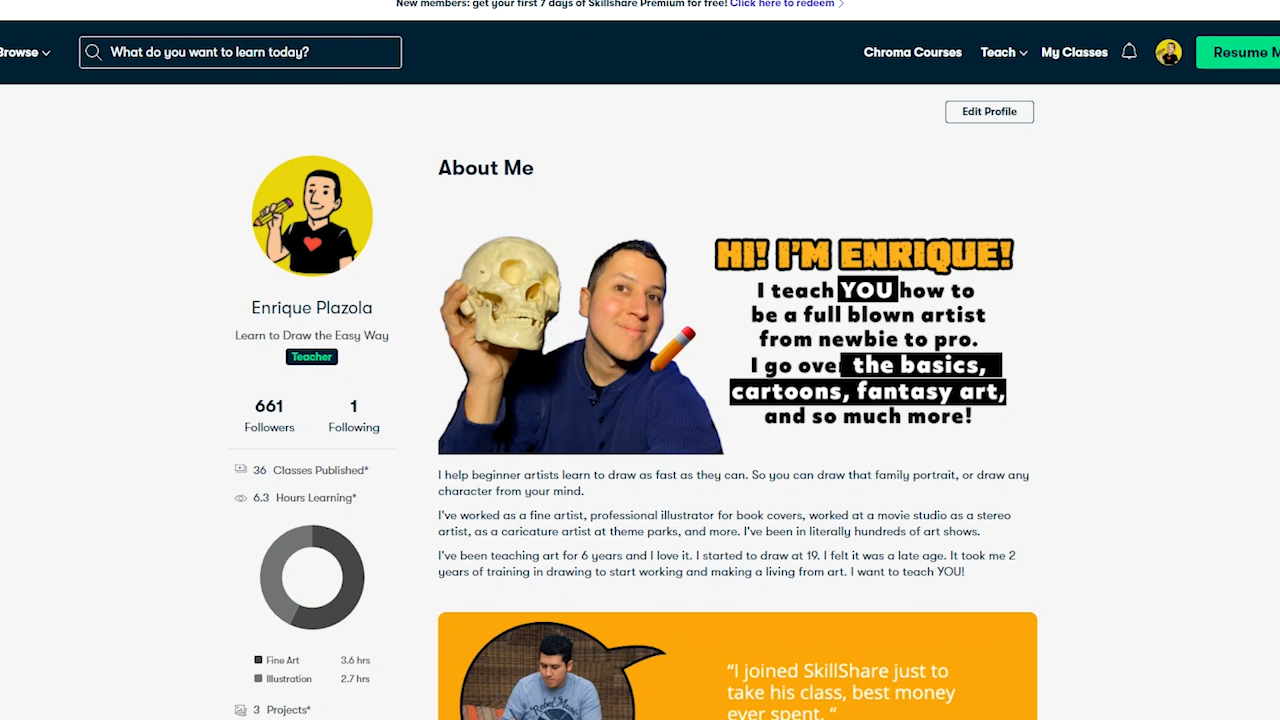 New members: get your first 7 days of Skillshare Premium for free! Click here to redeem
Browse
What do you want to learn today?
Chroma Courses
Teach
My Classes
Resume M
Edit Profile
Enrique Plazola
Learn to Draw the Easy Way
Teacher
661
Followers
1
Following
36 Classes Published*
6.3 Hours Learning*
Fine Art 3.6 hrs
Illustration 2.7 hrs
3 Projects*
About Me
HI! I'M ENRIQUE!
I teach YOU how to
be a full blown artist
from newbie to pro.
I go over the basics,
cartoons, fantasy art,
and so much more!
I help beginner artists learn to draw as fast as they can. So you can draw that family portrait, or draw any
character from your mind.
I've worked as a fine artist, professional illustrator for book covers, worked at a movie studio as a stereo
artist, as a caricature artist at theme parks, and more. I've been in literally hundreds of art shows.
I've been teaching art for 6 years and I love it. I started to draw at 19. I felt it was a late age. It took me 2
years of training in drawing to start working and making a living from art. I want to teach YOU!
"I joined SkillShare just to
take his class, best money
ever spent. "